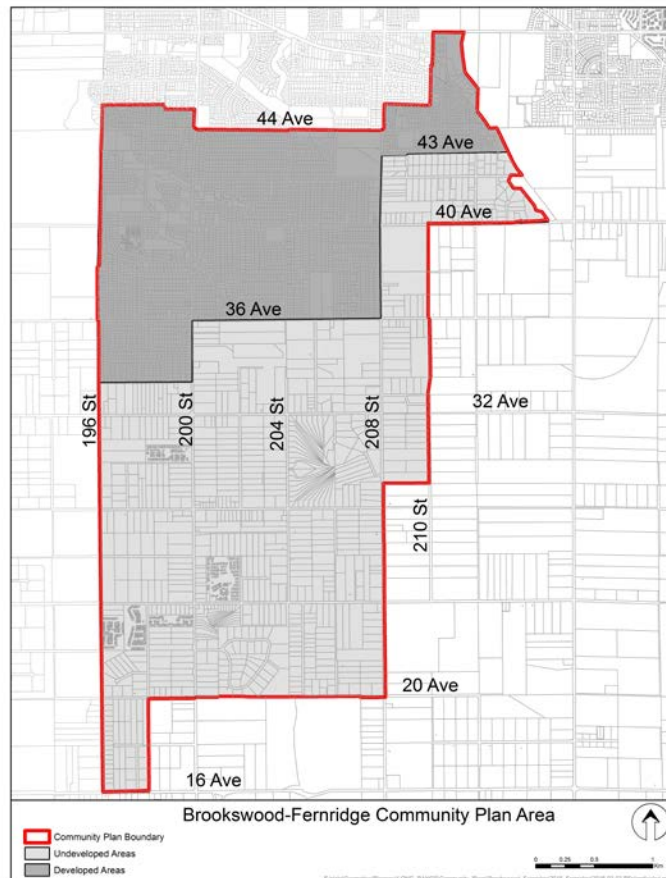 44 Ave
43 Ave
40 Ave
36 Ave
196 St
200 St
204 St
208 St
32 Ave
210 St
20 Ave
16 Ave
Brookswood-Fernridge Community Plan Area
Community Plan Boundary
Undeveloped Areas
Developed Areas
0 0.25 0.5 1